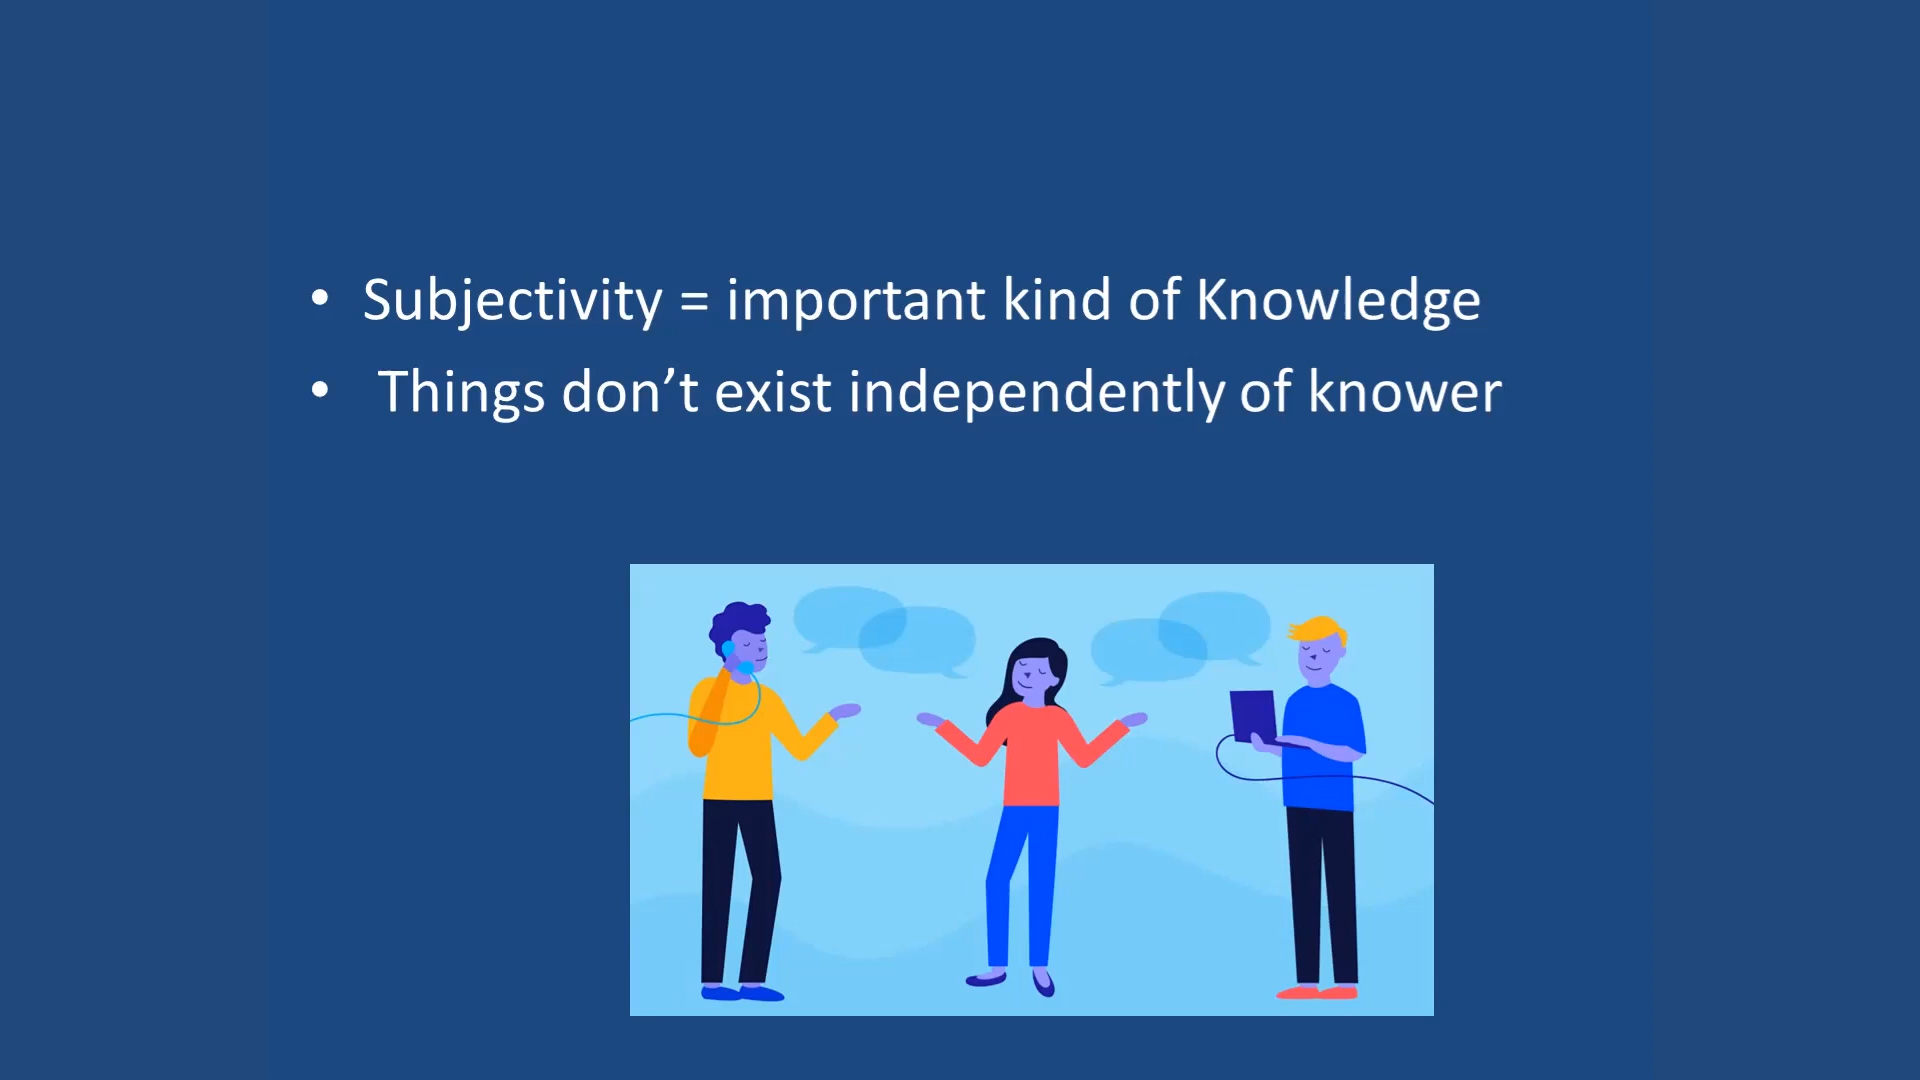 • Subjectivity = important kind of Knowledge
• Things don’t exist independently of knower